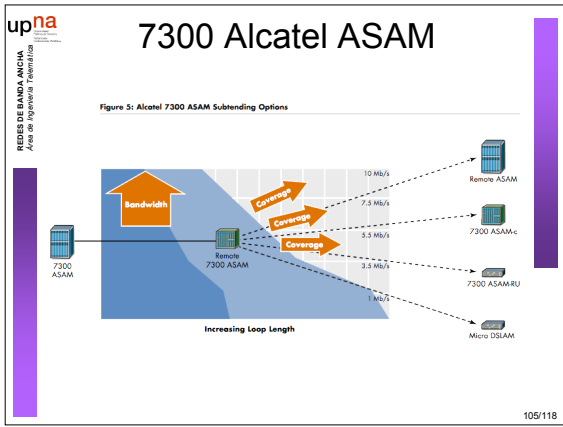 upna
7300 Alcatel ASAM
REDES DE BANDA ANCHA
Área de Ingeniería Telemática
Figure 5: Alcatel 7300 ASAM Subtending Options
10 Mb/s
Remote ASAM
Bandwidth
Coverage
7.5 Mb/s
Coverage
5.5 Mb/s
7300 ASAM-c
Coverage
7300
ASAM
Remote
7300 ASAM
3.5 Mb/s
7300 ASAM-RU
1 Mb/s
Increasing Loop Length
Micro DSLAM
105/118